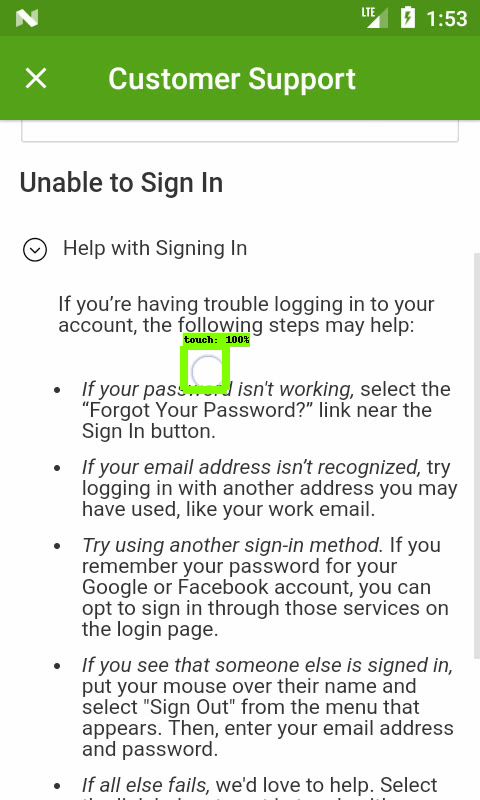 LTE 1:53
Customer Support
Unable to Sign In
Help with Signing In
If you’re having trouble logging in to your
account, the following steps may help:
touch: 100%
• If your password isn't working, select the
“Forgot Your Password?” link near the
Sign In button.
• If your email address isn’t recognized, try
logging in with another address you may
have used, like your work email.
• Try using another sign-in method. If you
remember your password for your
Google or Facebook account, you can
opt to sign in through those services on
the login page.
• If you see that someone else is signed in,
put your mouse over their name and
select "Sign Out" from the menu that
appears. Then, enter your email address
and password.
• If all else fails, we'd love to help. Select